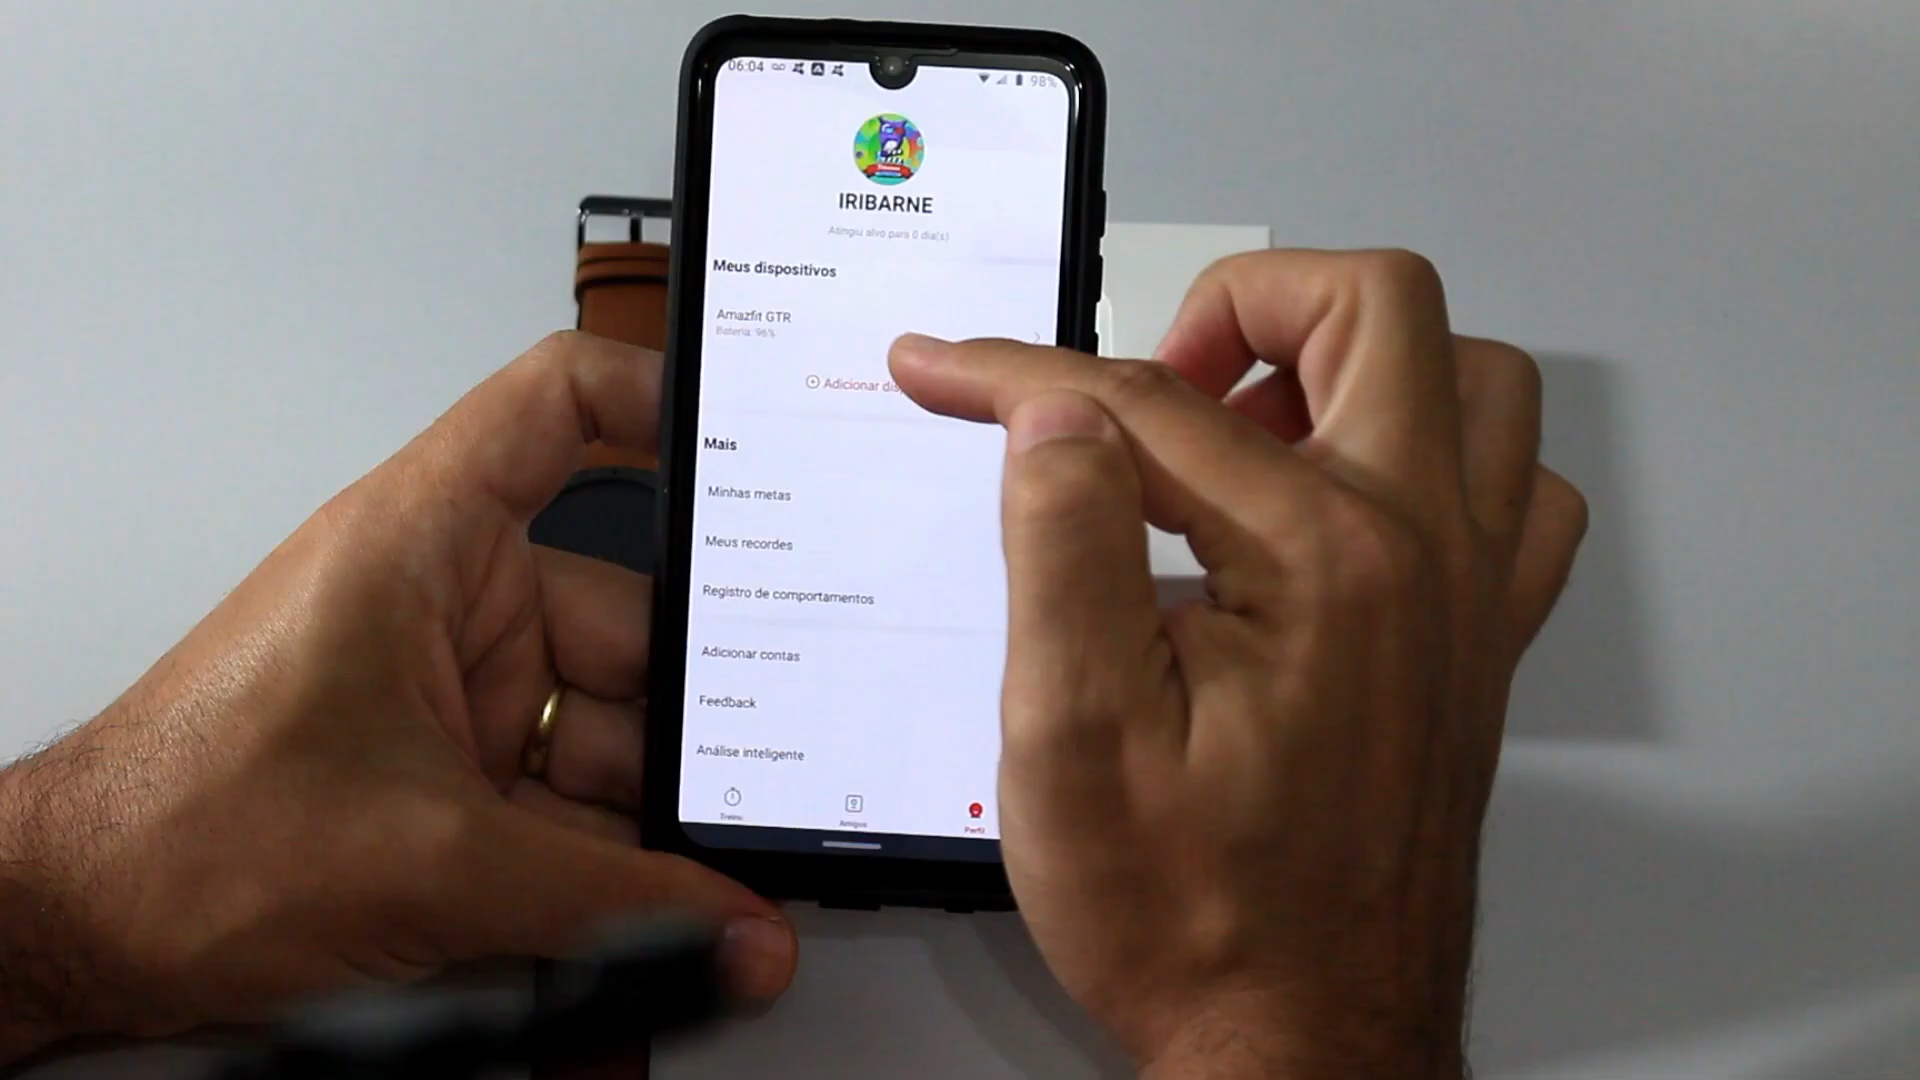 06:04
98%
IRIBARNE
Atingiu alvo para 0 dia(s)
Meus dispositivos
Amazfit GTR
Bateria: 96%
Adicionar
Mais
Minhas metas
Meus recordes
Registro de comportamentos
Adicionar contas
Feedback
Análise inteligente
Treino
Amigos
Perfil